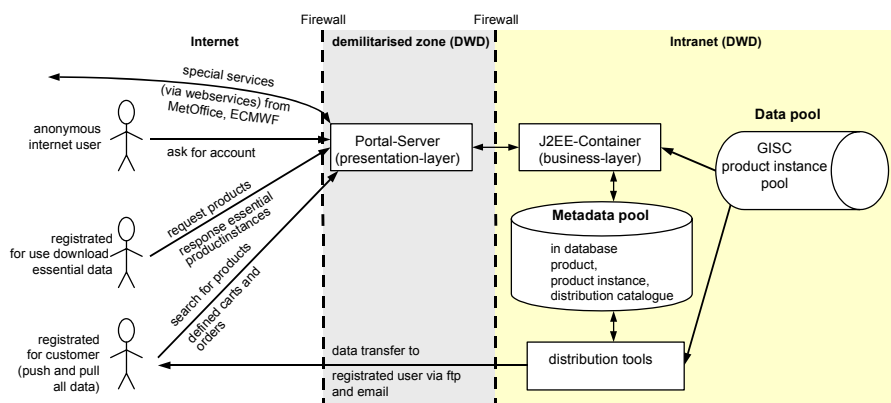 Firewall
Firewall
Internet
demilitarised zone (DWD)
Intranet (DWD)
special services
(via webservices) from
MetOffice, ECMWF
anonymous
internet user
ask for account
Portal-Server
(presentation-layer)
J2EE-Container
(business-layer)
Data pool
GISC
product instance
pool
request products
response essential
productinstances
registrated
for use download
essential data
Metadata pool
in database
product,
product instance,
distribution catalogue
search for products
defined carts and
orders
registrated
for customer
(push and pull
all data)
data transfer to
registrated user via ftp
and email
distribution tools